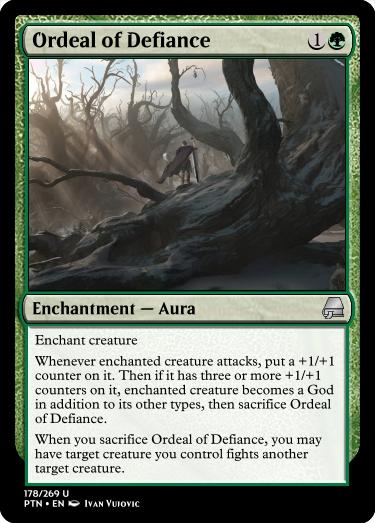 Ordeal of Defiance 1
Enchantment — Aura
Enchant creature
Whenever enchanted creature attacks, put a +1/+1
counter on it. Then if it has three or more +1/+1
counters on it, enchanted creature becomes a God
in addition to its other types, then sacrifice Ordeal
of Defiance.
When you sacrifice Ordeal of Defiance, you may
have target creature you control fights another
target creature.
178/269 U
PTN • EN Ivan Vujovic